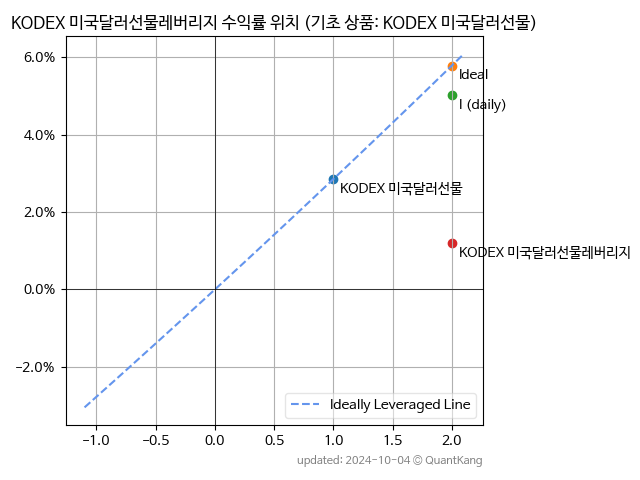 KODEX 미국달러선물레버리지 수익률 위치 (기초 상품: KODEX 미국달러선물)
6.0%
Ideal
I (daily)
4.0%
KODEX 미국달러선물
2.0%
KODEX 미국달러선물레버리지
0.0%
−2.0%
Ideally Leveraged Line
−1.0 −0.5 0.0 0.5 1.0 1.5 2.0
updated: 2024-10-04 © QuantKang